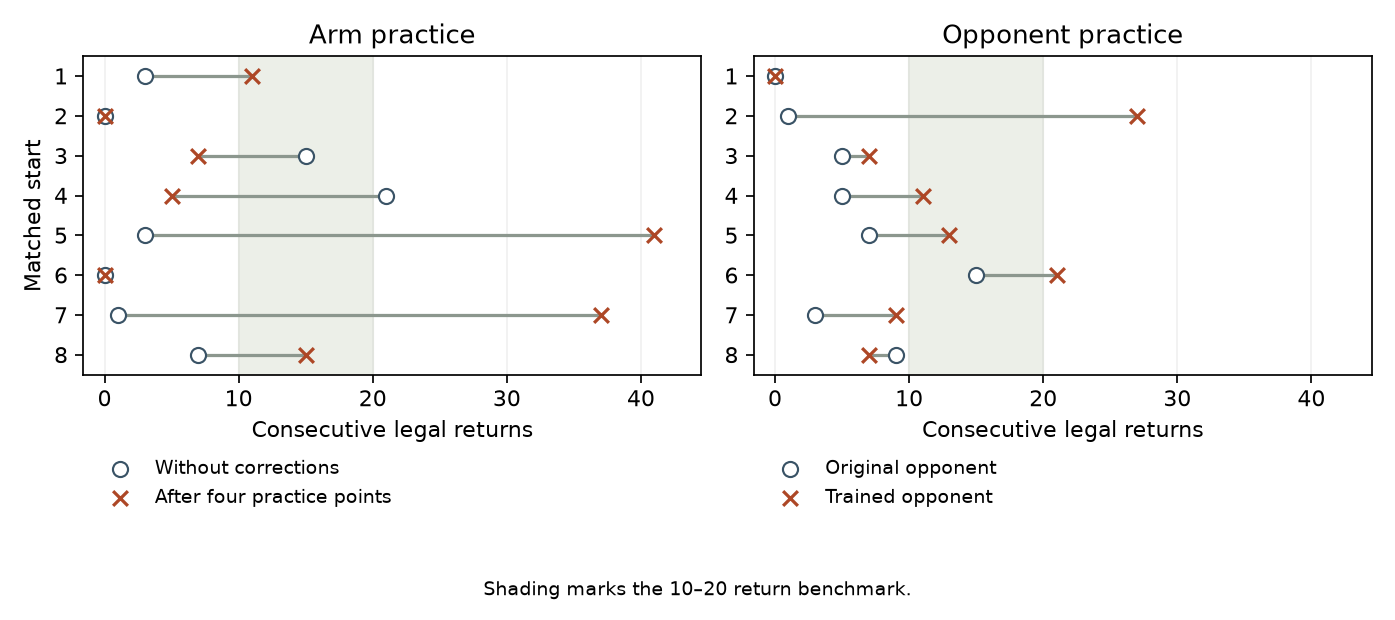 Arm practice
Matched start
1
2
3
4
5
6
7
8
0 10 20 30 40
Consecutive legal returns
Without corrections
After four practice points
Opponent practice
1
2
3
4
5
6
7
8
0 10 20 30 40
Consecutive legal returns
Original opponent
Trained opponent
Shading marks the 10–20 return benchmark.